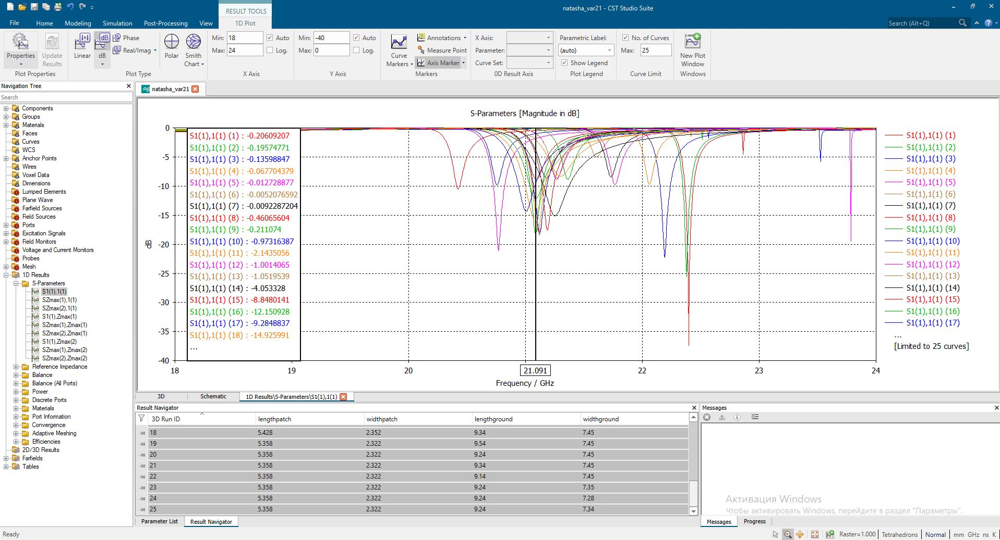 natasha_var21 - CST Studio Suite
RESULT TOOLS
File Home Modeling Simulation Post-Processing View 1D Plot
Search (Alt+Q)
Properties
Update Results
Plot Properties
Linear
dB
Phase
Real/Imag
Polar
Smith Chart
Plot Type
Min: 18 Auto
Max: 24 Log.
X Axis
Min: -40 Auto
Max: 0 Log.
Y Axis
Curve Markers
Annotations
Measure Point
Axis Marker
Markers
X Axis:
Parameter:
Curve Set:
0D Result Axis
Parametric Label:
(auto)
Show Legend
Plot Legend
No. of Curves
Max: 25
Curve Limit
New Plot Window
Windows
Navigation Tree
Search
Components
Groups
Materials
Faces
Curves
WCS
Anchor Points
Wires
Voxel Data
Dimensions
Lumped Elements
Plane Wave
Farfield Sources
Field Sources
Ports
Excitation Signals
Field Monitors
Voltage and Current Monitors
Probes
Mesh
1D Results
S-Parameters
S1(1),1(1)
SZmax(1),1(1)
SZmax(2),1(1)
S1(1),Zmax(1)
SZmax(1),Zmax(1)
SZmax(2),Zmax(1)
S1(1),Zmax(2)
SZmax(1),Zmax(2)
SZmax(2),Zmax(2)
Reference Impedance
Balance
Balance (All Ports)
Power
Discrete Ports
Materials
Port Information
Convergence
Adaptive Meshing
Efficiencies
2D/3D Results
Farfields
Tables
natasha_var21
S-Parameters [Magnitude in dB]
0
-5
-10
-15
-20
-25
-30
-35
-40
dB
S1(1),1(1) (1) : -0.20609207
S1(1),1(1) (2) : -0.19574771
S1(1),1(1) (3) : -0.13598847
S1(1),1(1) (4) : -0.067704379
S1(1),1(1) (5) : -0.012728877
S1(1),1(1) (6) : -0.0052076592
S1(1),1(1) (7) : -0.0092287204
S1(1),1(1) (8) : -0.46065604
S1(1),1(1) (9) : -0.211074
S1(1),1(1) (10) : -0.97316387
S1(1),1(1) (11) : -2.1435056
S1(1),1(1) (12) : -1.0014065
S1(1),1(1) (13) : -1.0519539
S1(1),1(1) (14) : -4.053328
S1(1),1(1) (15) : -8.8480141
S1(1),1(1) (16) : -12.150928
S1(1),1(1) (17) : -9.2848837
S1(1),1(1) (18) : -14.925991
...
18 19 20 21.091 22 23 24
Frequency / GHz
S1(1),1(1) (1)
S1(1),1(1) (2)
S1(1),1(1) (3)
S1(1),1(1) (4)
S1(1),1(1) (5)
S1(1),1(1) (6)
S1(1),1(1) (7)
S1(1),1(1) (8)
S1(1),1(1) (9)
S1(1),1(1) (10)
S1(1),1(1) (11)
S1(1),1(1) (12)
S1(1),1(1) (13)
S1(1),1(1) (14)
S1(1),1(1) (15)
S1(1),1(1) (16)
S1(1),1(1) (17)
...
[Limited to 25 curves]
3D Schematic 1D Results\S-Parameters\S1(1),1(1)
Result Navigator
3D Run ID lengthpatch widthpatch lengthground widthground
18 5.428 2.352 9.34 7.45
19 5.358 2.322 9.54 7.45
20 5.358 2.322 9.24 7.45
21 5.358 2.322 9.34 7.45
22 5.358 2.322 9.14 7.45
23 5.358 2.322 9.24 7.35
24 5.358 2.322 9.24 7.28
25 5.358 2.322 9.24 7.34
Parameter List Result Navigator
Messages
Активация Windows
Чтобы активировать Windows, перейдите в раздел "Параметры".
Messages Progress
Ready
Raster=1.000 Tetrahedrons Normal mm GHz ns K